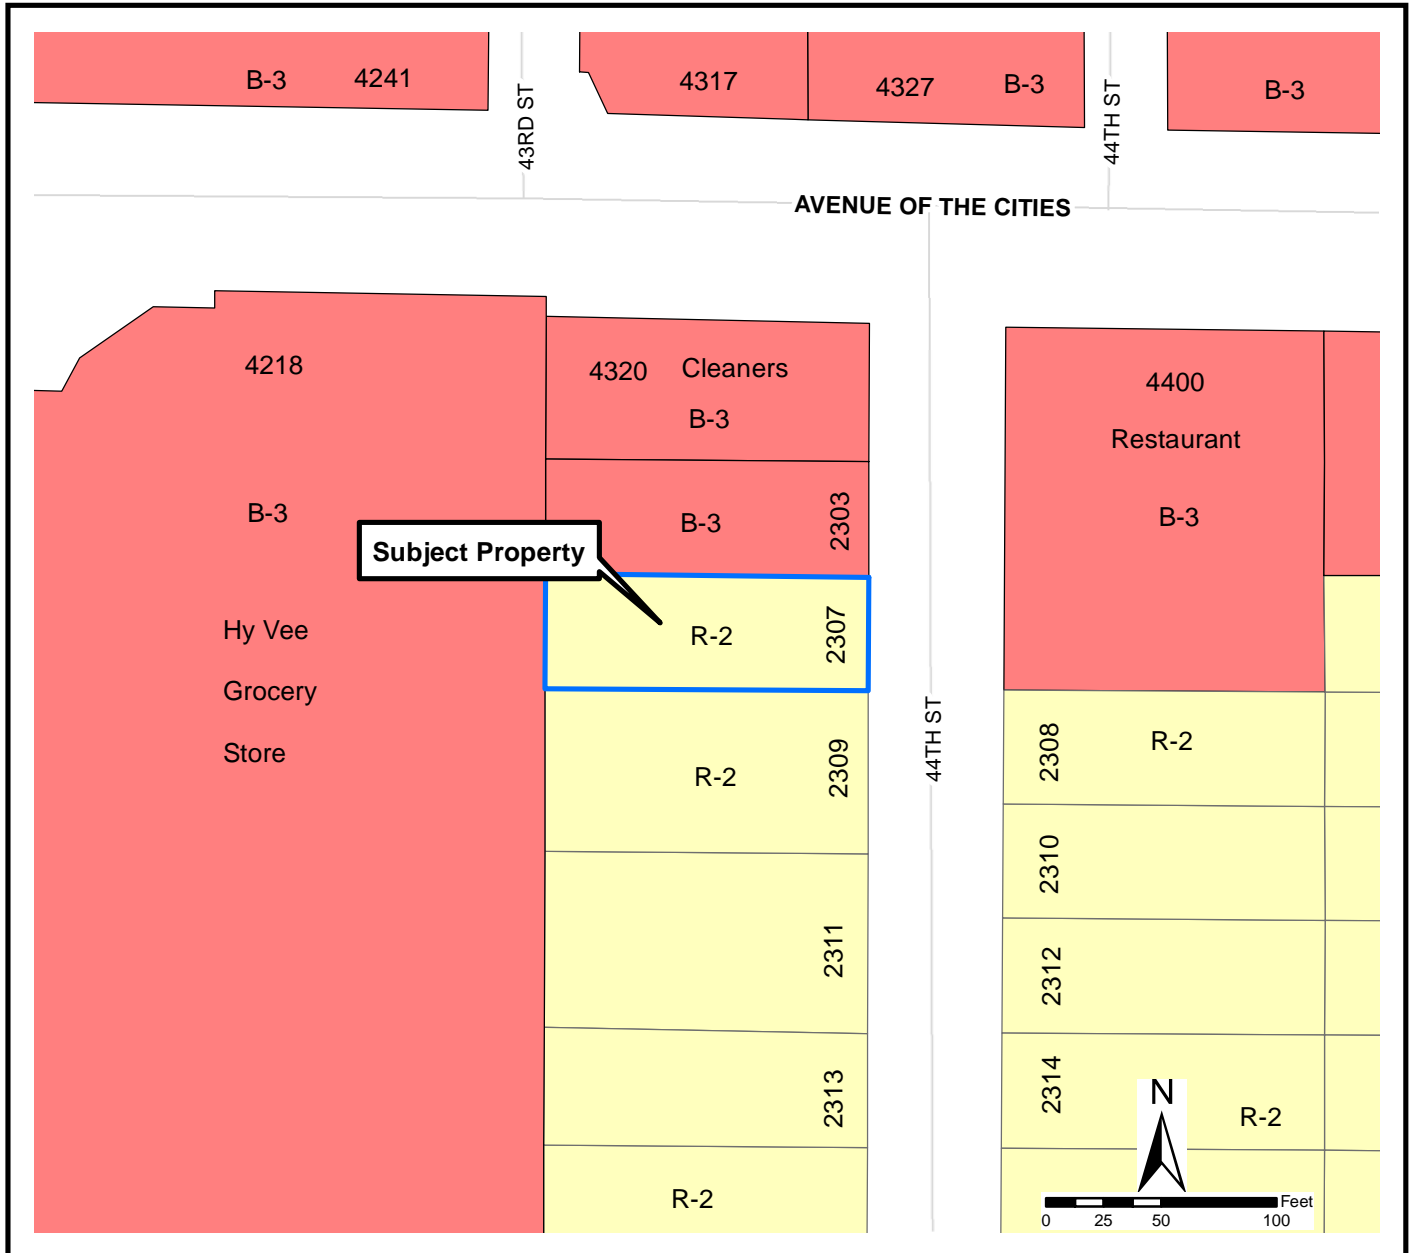 B-3 4241
43RD ST
4317
4327 B-3
44TH ST
B-3
AVENUE OF THE CITIES
4218
4320 Cleaners
B-3
4400
Restaurant
B-3
B-3
B-3
2303
Subject Property
Hy Vee
Grocery
Store
R-2
2307
44TH ST
R-2
2309
2308
R-2
2310
2311
2312
2313
2314
R-2
R-2
N
Feet
0 25 50 100